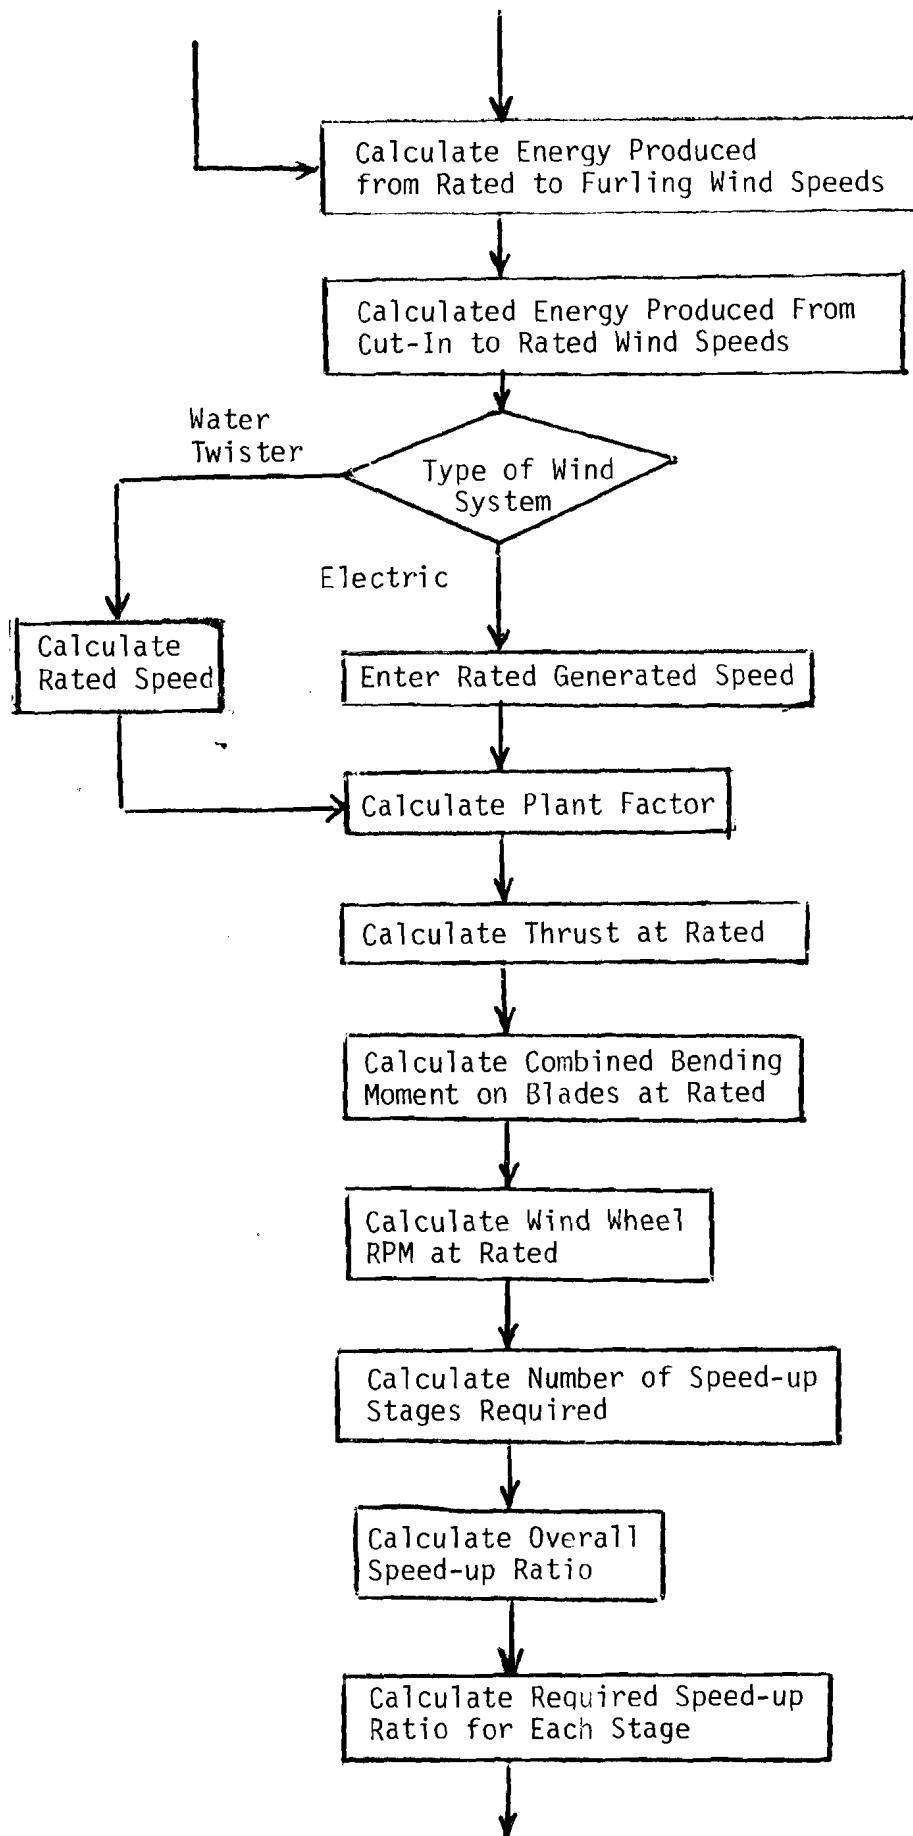 Calculate Energy Produced
from Rated to Furling Wind Speeds
Calculated Energy Produced From
Cut-In to Rated Wind Speeds
Water
Twister
Type of Wind
System
Electric
Calculate
Rated Speed
Enter Rated Generated Speed
Calculate Plant Factor
Calculate Thrust at Rated
Calculate Combined Bending
Moment on Blades at Rated
Calculate Wind Wheel
RPM at Rated
Calculate Number of Speed-up
Stages Required
Calculate Overall
Speed-up Ratio
Calculate Required Speed-up
Ratio for Each Stage